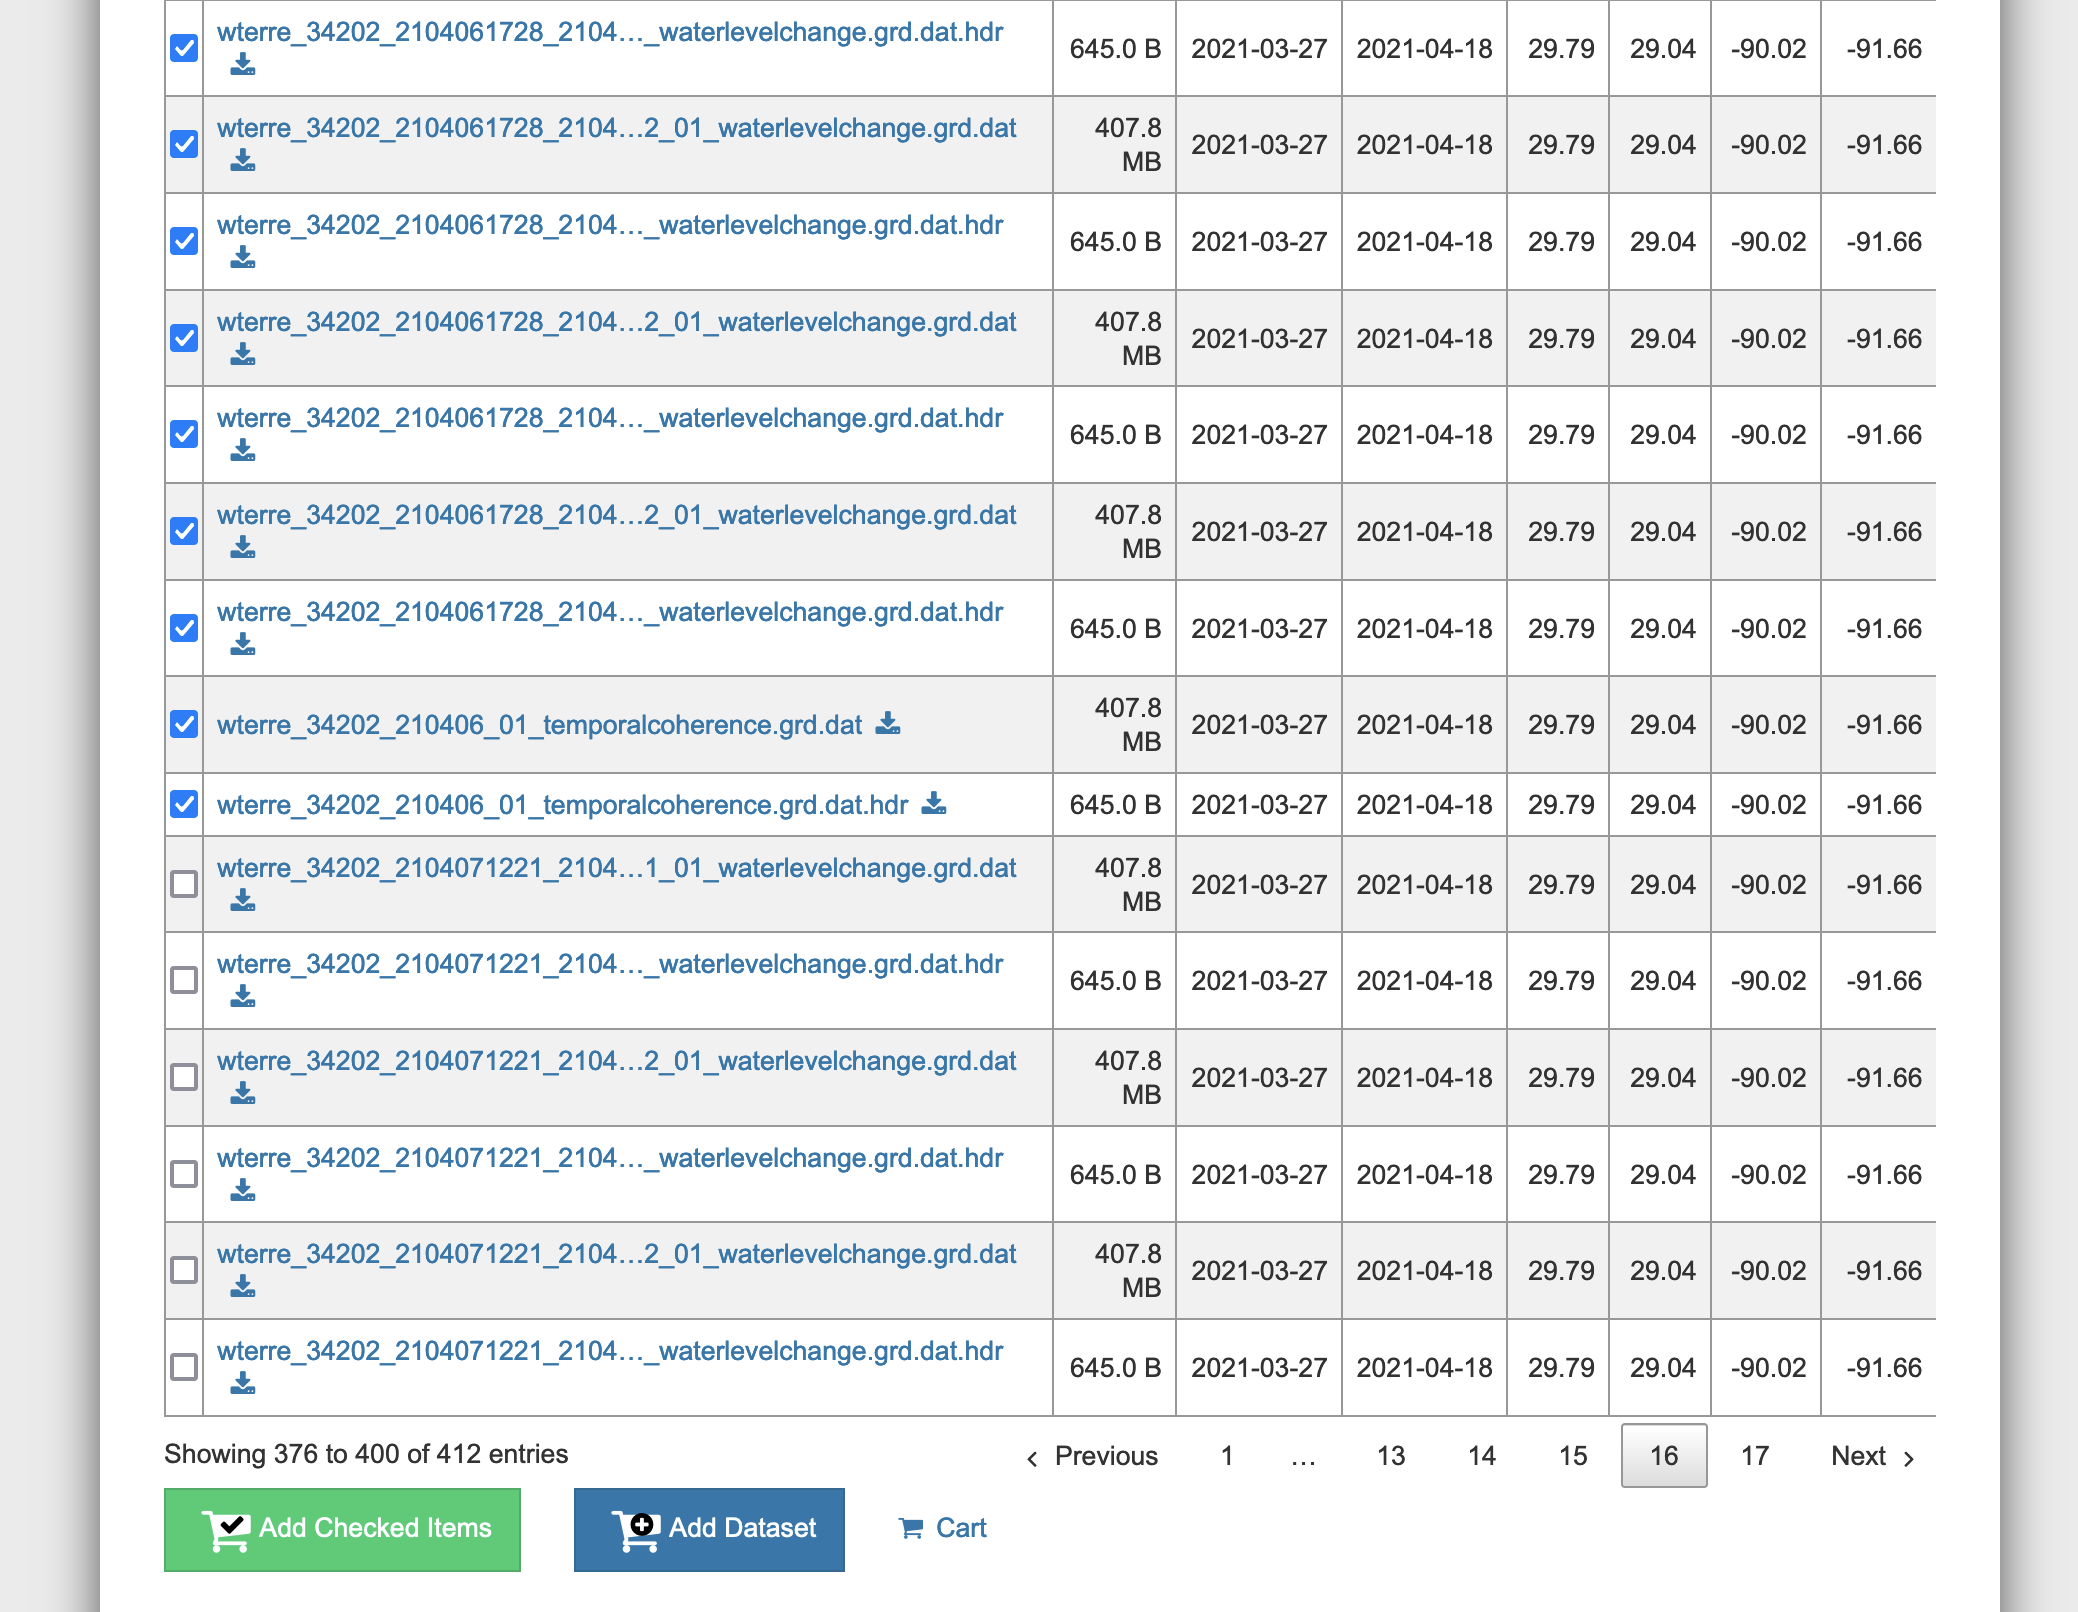 wterre_34202_2104061728_2104…_waterlevelchange.grd.dat.hdr 645.0 B 2021-03-27 2021-04-18 29.79 29.04 -90.02 -91.66
wterre_34202_2104061728_2104…2_01_waterlevelchange.grd.dat 407.8 MB 2021-03-27 2021-04-18 29.79 29.04 -90.02 -91.66
wterre_34202_2104061728_2104…_waterlevelchange.grd.dat.hdr 645.0 B 2021-03-27 2021-04-18 29.79 29.04 -90.02 -91.66
wterre_34202_2104061728_2104…2_01_waterlevelchange.grd.dat 407.8 MB 2021-03-27 2021-04-18 29.79 29.04 -90.02 -91.66
wterre_34202_2104061728_2104…_waterlevelchange.grd.dat.hdr 645.0 B 2021-03-27 2021-04-18 29.79 29.04 -90.02 -91.66
wterre_34202_2104061728_2104…2_01_waterlevelchange.grd.dat 407.8 MB 2021-03-27 2021-04-18 29.79 29.04 -90.02 -91.66
wterre_34202_2104061728_2104…_waterlevelchange.grd.dat.hdr 645.0 B 2021-03-27 2021-04-18 29.79 29.04 -90.02 -91.66
wterre_34202_210406_01_temporalcoherence.grd.dat 407.8 MB 2021-03-27 2021-04-18 29.79 29.04 -90.02 -91.66
wterre_34202_210406_01_temporalcoherence.grd.dat.hdr 645.0 B 2021-03-27 2021-04-18 29.79 29.04 -90.02 -91.66
wterre_34202_2104071221_2104…1_01_waterlevelchange.grd.dat 407.8 MB 2021-03-27 2021-04-18 29.79 29.04 -90.02 -91.66
wterre_34202_2104071221_2104…_waterlevelchange.grd.dat.hdr 645.0 B 2021-03-27 2021-04-18 29.79 29.04 -90.02 -91.66
wterre_34202_2104071221_2104…2_01_waterlevelchange.grd.dat 407.8 MB 2021-03-27 2021-04-18 29.79 29.04 -90.02 -91.66
wterre_34202_2104071221_2104…_waterlevelchange.grd.dat.hdr 645.0 B 2021-03-27 2021-04-18 29.79 29.04 -90.02 -91.66
wterre_34202_2104071221_2104…2_01_waterlevelchange.grd.dat 407.8 MB 2021-03-27 2021-04-18 29.79 29.04 -90.02 -91.66
wterre_34202_2104071221_2104…_waterlevelchange.grd.dat.hdr 645.0 B 2021-03-27 2021-04-18 29.79 29.04 -90.02 -91.66
Showing 376 to 400 of 412 entries ‹ Previous 1 … 13 14 15 16 17 Next ›
Add Checked Items Add Dataset Cart